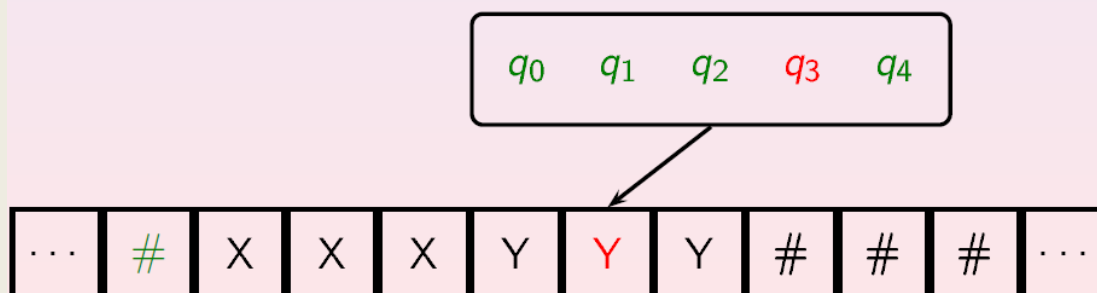 q₀ q₁ q₂ q₃ q₄
··· # X X X Y Y Y # # # ···